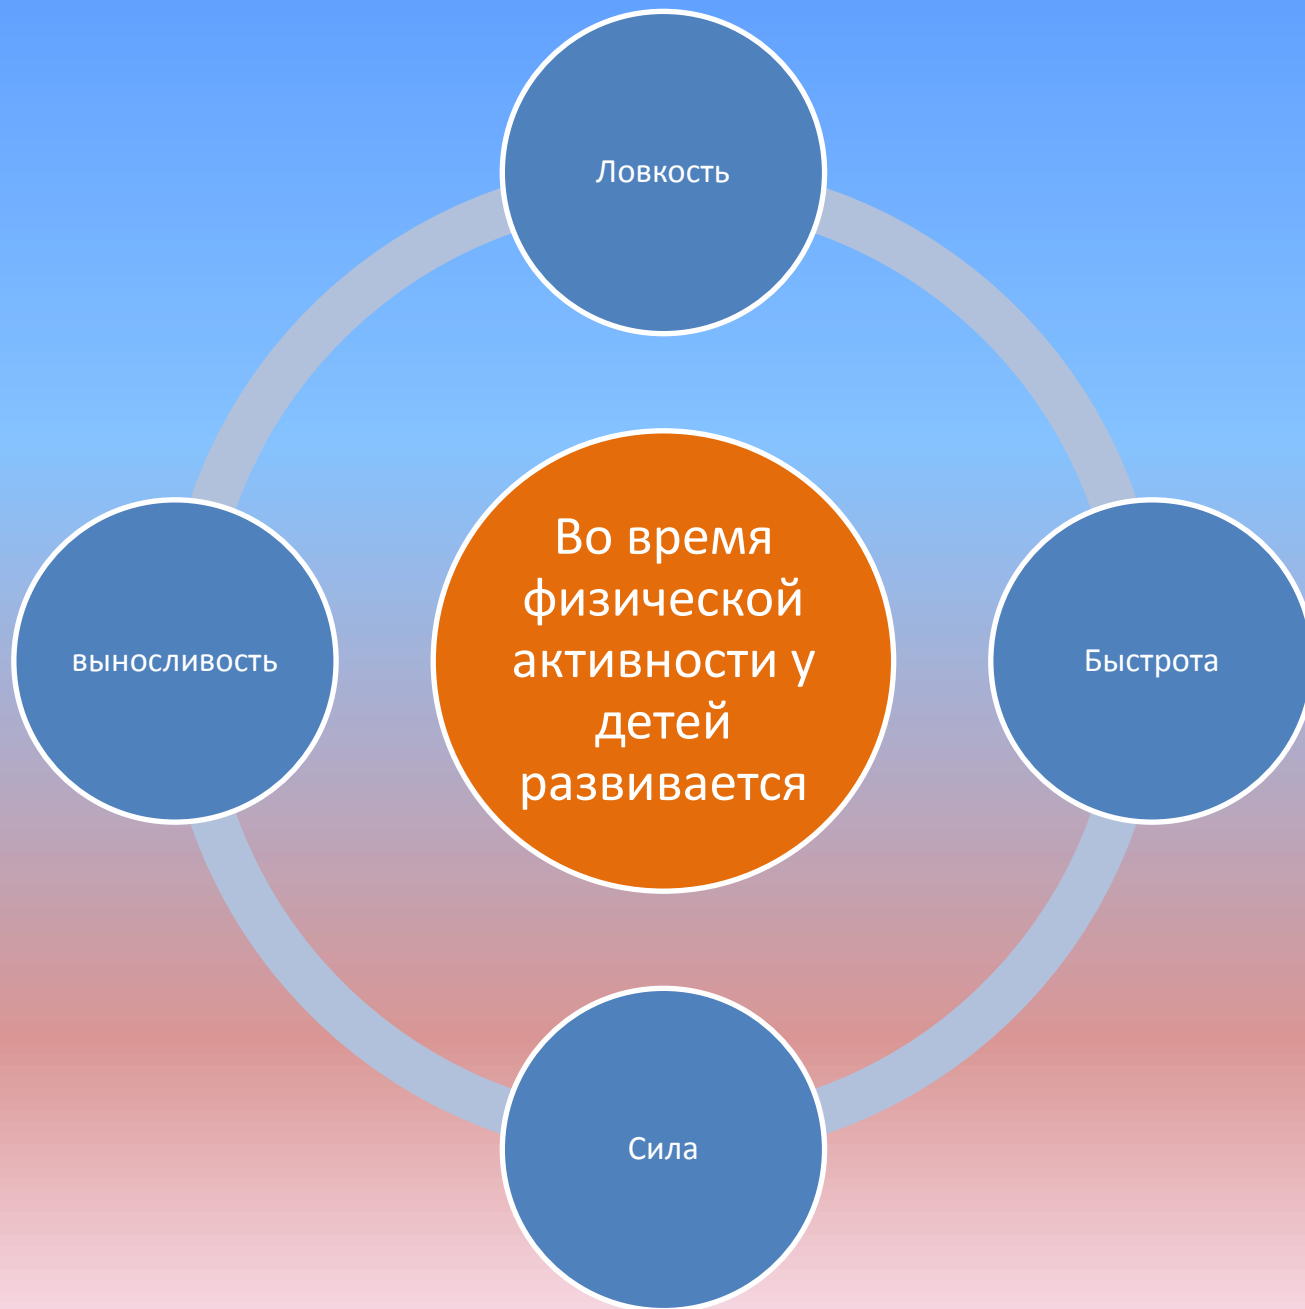 Ловкость
Во время
физической
активности у
детей
развивается
выносливость
Быстрота
Сила